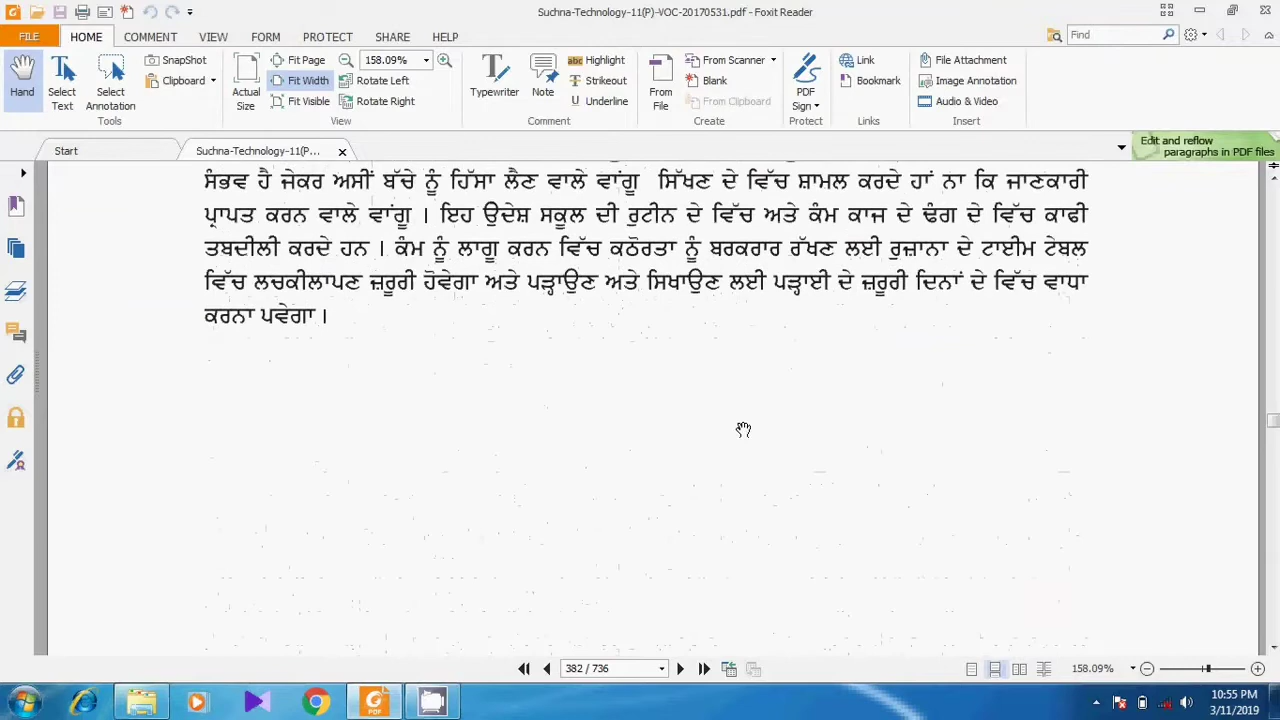 Suchna-Technology-11(P)-VOC-20170531.pdf - Foxit Reader
FILE HOME COMMENT VIEW FORM PROTECT SHARE HELP Find
Hand Select Text Select Annotation SnapShot Clipboard Tools
Actual Size Fit Page Fit Width Fit Visible 158.09% Rotate Left Rotate Right View
Typewriter Note Highlight Strikeout Underline Comment
From File From Scanner Blank From Clipboard Create
PDF Sign Protect
Link Bookmark Links
File Attachment Image Annotation Audio & Video Insert
Start Suchna-Technology-11(P... Edit and reflow
paragraphs in PDF files
ਸੰਭਵ ਹੈ ਜੇਕਰ ਅਸੀਂ ਬੱਚੇ ਨੂੰ ਹਿੱਸਾ ਲੈਣ ਵਾਲੇ ਵਾਂਗੂ ਸਿੱਖਣ ਦੇ ਵਿੱਚ ਸ਼ਾਮਲ ਕਰਦੇ ਹਾਂ ਨਾ ਕਿ ਜਾਣਕਾਰੀ
ਪ੍ਰਾਪਤ ਕਰਨ ਵਾਲੇ ਵਾਂਗੂ । ਇਹ ਉਦੇਸ਼ ਸਕੂਲ ਦੀ ਰੁਟੀਨ ਦੇ ਵਿੱਚ ਅਤੇ ਕੰਮ ਕਾਜ ਦੇ ਢੰਗ ਦੇ ਵਿੱਚ ਕਾਫੀ
ਤਬਦੀਲੀ ਕਰਦੇ ਹਨ । ਕੰਮ ਨੂੰ ਲਾਗੂ ਕਰਨ ਵਿੱਚ ਕਠੋਰਤਾ ਨੂੰ ਬਰਕਰਾਰ ਰੱਖਣ ਲਈ ਰੁਜ਼ਾਨਾ ਦੇ ਟਾਈਮ ਟੇਬਲ
ਵਿੱਚ ਲਚਕੀਲਾਪਣ ਜ਼ਰੂਰੀ ਹੋਵੇਗਾ ਅਤੇ ਪੜ੍ਹਾਉਣ ਅਤੇ ਸਿਖਾਉਣ ਲਈ ਪੜ੍ਹਾਈ ਦੇ ਜ਼ਰੂਰੀ ਦਿਨਾਂ ਦੇ ਵਿੱਚ ਵਾਧਾ
ਕਰਨਾ ਪਵੇਗਾ ।
382 / 736 158.09%
10:55 PM
3/11/2019